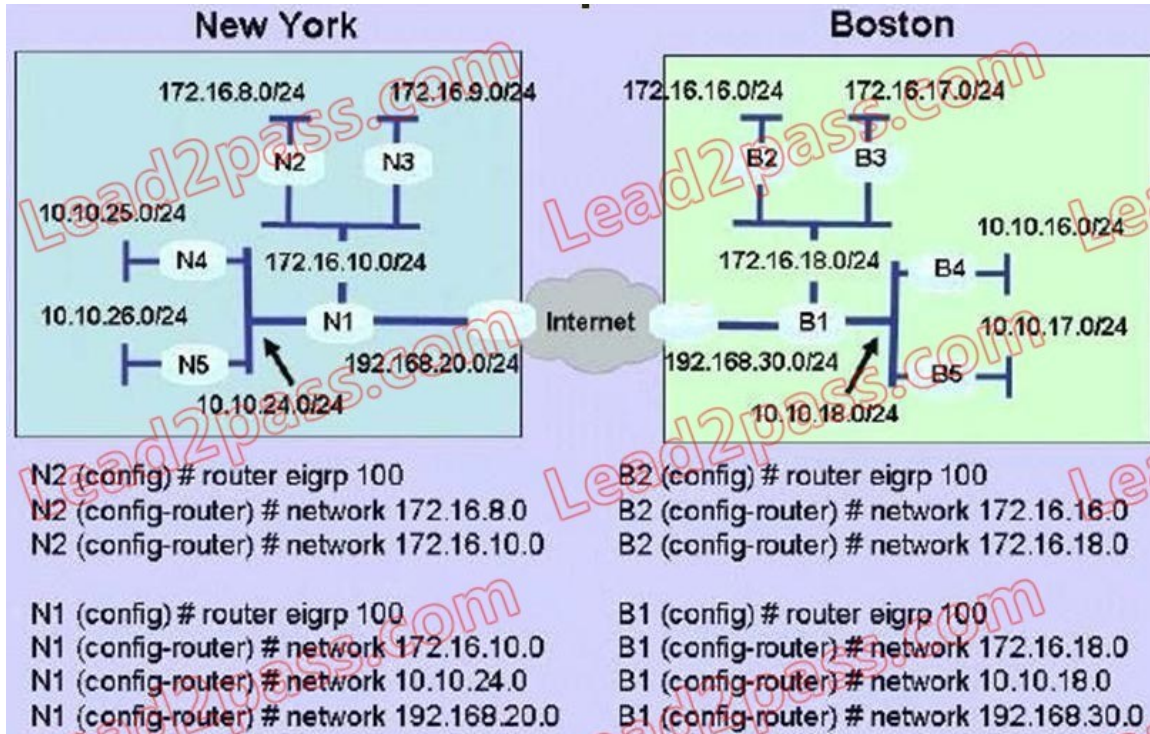 New York
Boston
172.16.8.0/24
172.16.9.0/24
172.16.16.0/24
172.16.17.0/24
N2
N3
B2
B3
10.10.25.0/24
10.10.16.0/24
N4
172.16.10.0/24
172.16.18.0/24
B4
10.10.26.0/24
N1
Internet
B1
10.10.17.0/24
N5
192.168.20.0/24
192.168.30.0/24
B5
10.10.24.0/24
10.10.18.0/24
N2 (config) # router eigrp 100
N2 (config-router) # network 172.16.8.0
N2 (config-router) # network 172.16.10.0
N1 (config) # router eigrp 100
N1 (config-router) # network 172.16.10.0
N1 (config-router) # network 10.10.24.0
N1 (config-router) # network 192.168.20.0
B2 (config) # router eigrp 100
B2 (config-router) # network 172.16.16.0
B2 (config-router) # network 172.16.18.0
B1 (config) # router eigrp 100
B1 (config-router) # network 172.16.18.0
B1 (config-router) # network 10.10.18.0
B1 (config-router) # network 192.168.30.0
Lead2pass.com
Lead2pass.com
Lead2pass.com
Lead2pass.com